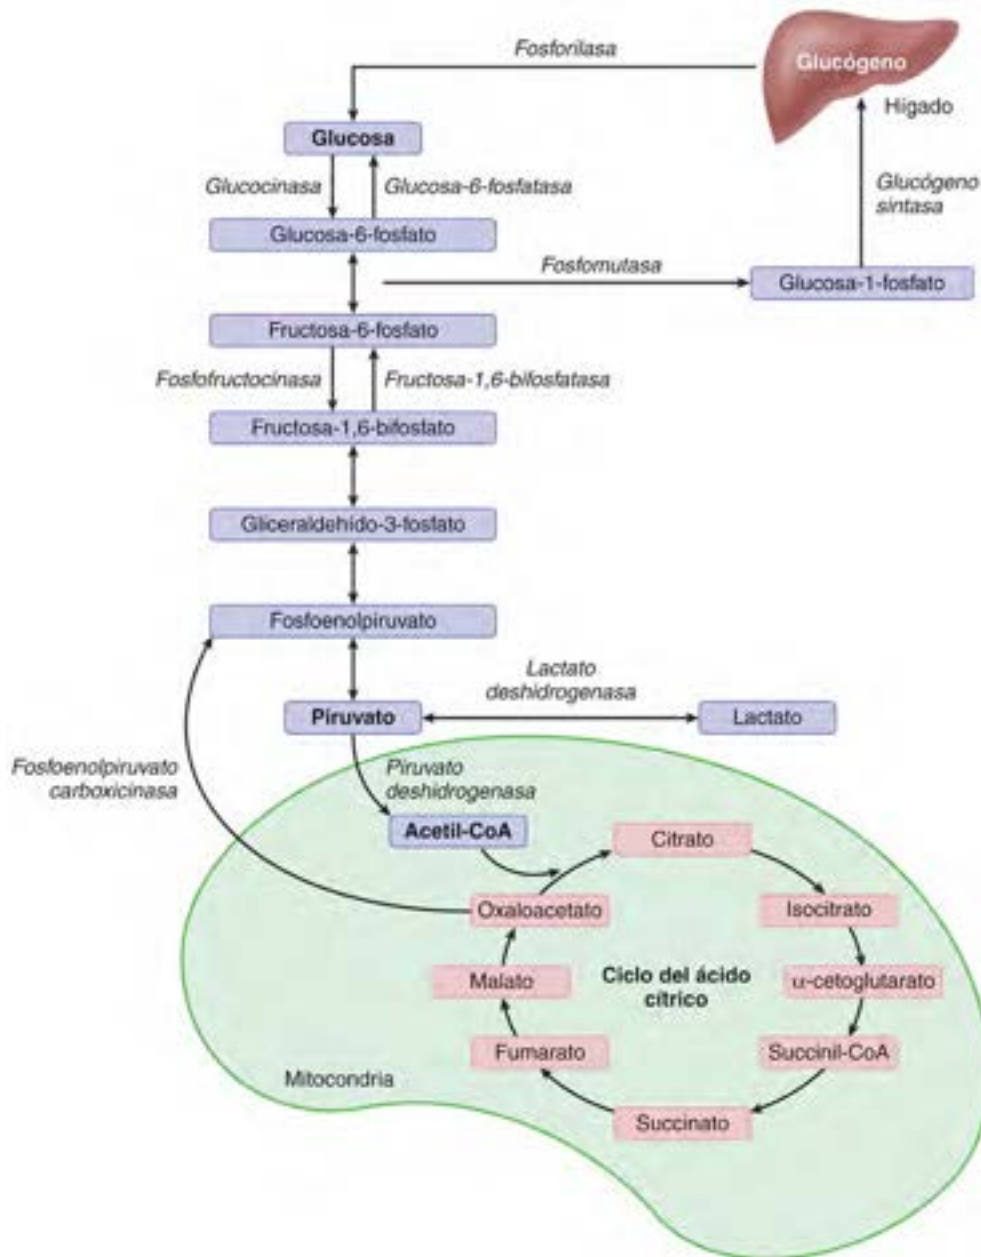 Fosforilasa
Glucógeno
Hígado
Glucosa
Glucocinasa
Glucosa-6-fosfatasa
Glucógeno
sintasa
Glucosa-6-fosfato
Fosfomutasa
Glucosa-1-fosfato
Fructosa-6-fosfato
Fosfofructocinasa
Fructosa-1,6-bifosfatasa
Fructosa-1,6-bifosfato
Gliceraldehído-3-fosfato
Fosfoenolpiruvato
Lactato
deshidrogenasa
Piruvato
Lactato
Fosfoenolpiruvato
carboxicinasa
Piruvato
deshidrogenasa
Acetil-CoA
Citrato
Oxaloacetato
Isocitrato
Ciclo del ácido
cítrico
Malato
α-cetoglutarato
Fumarato
Succinil-CoA
Mitocondria
Succinato